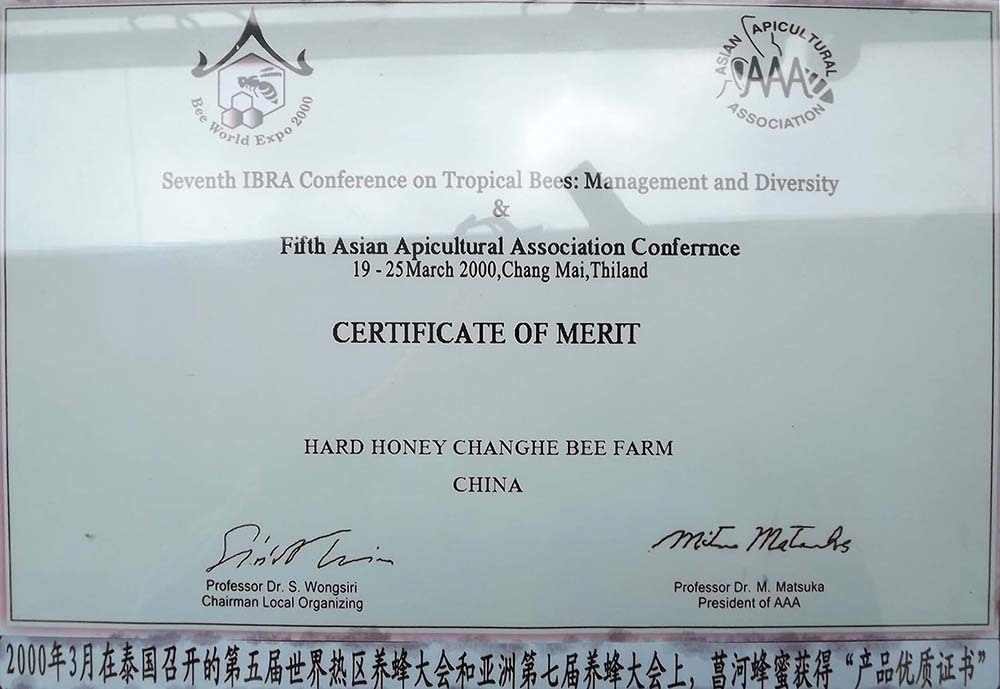 Bee World Expo 2000
ASIAN APICULTURAL ASSOCIATION
AAA
Seventh IBRA Conference on Tropical Bees: Management and Diversity
&
Fifth Asian Apicultural Association Conferrnce
19 - 25 March 2000,Chang Mai,Thiland
CERTIFICATE OF MERIT
HARD HONEY CHANGHE BEE FARM
CHINA
Professor Dr. S. Wongsiri
Chairman Local Organizing
Professor Dr. M. Matsuka
President of AAA
2000年3月在泰国召开的第五届世界热区养蜂大会和亚洲第七届养蜂大会上，菖河蜂蜜获得“产品优质证书”